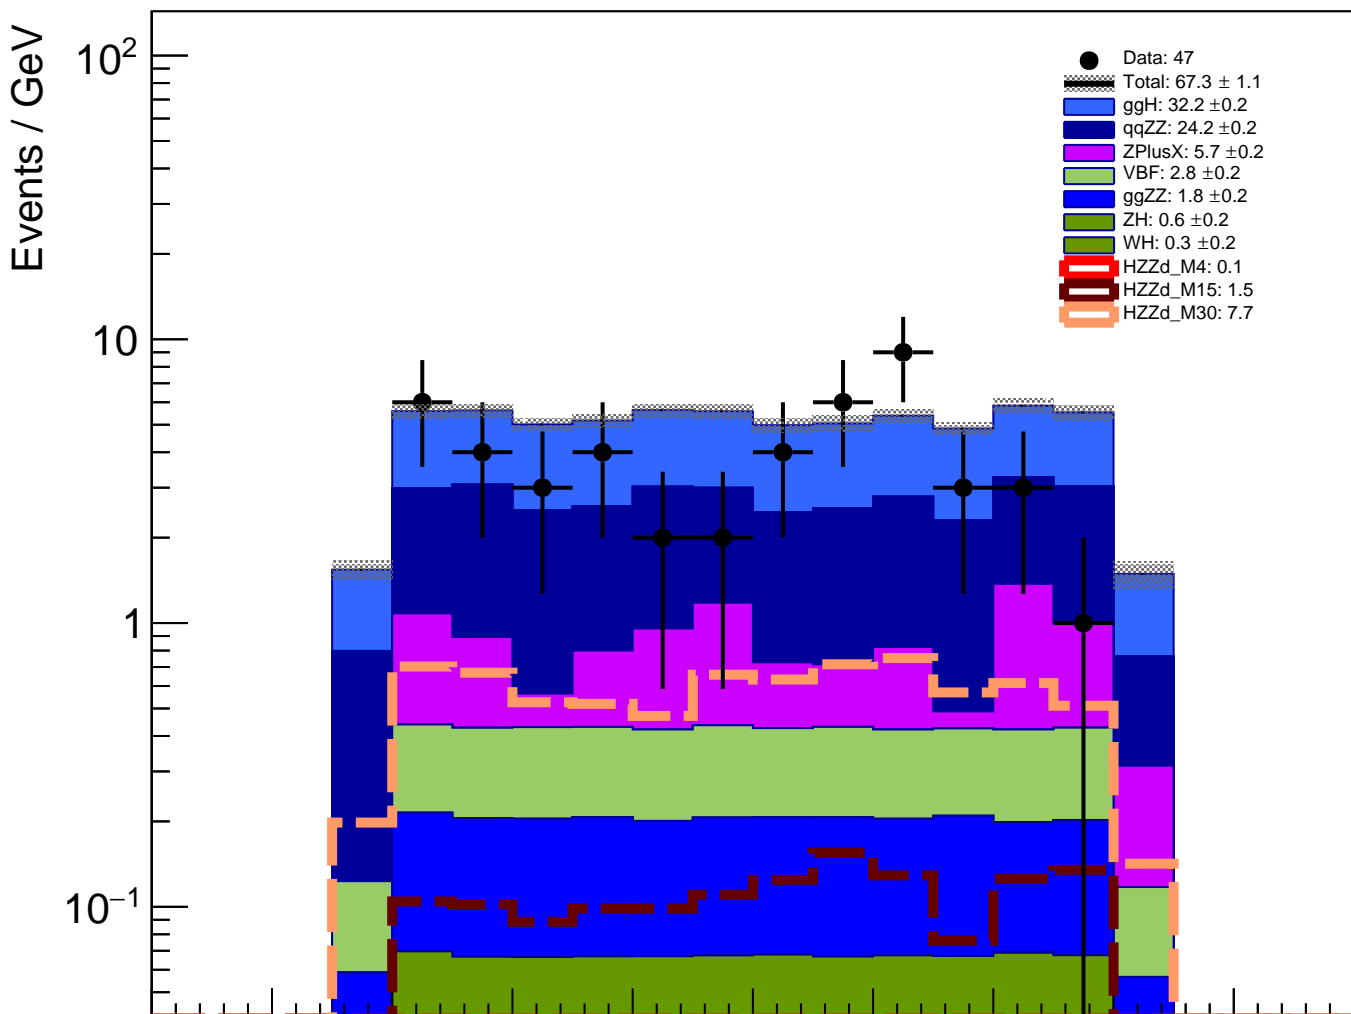 Events / GeV
10²
10
1
10⁻¹
Data: 47
Total: 67.3 ± 1.1
ggH: 32.2 ±0.2
qqZZ: 24.2 ±0.2
ZPlusX: 5.7 ±0.2
VBF: 2.8 ±0.2
ggZZ: 1.8 ±0.2
ZH: 0.6 ±0.2
WH: 0.3 ±0.2
HZZd_M4: 0.1
HZZd_M15: 1.5
HZZd_M30: 7.7